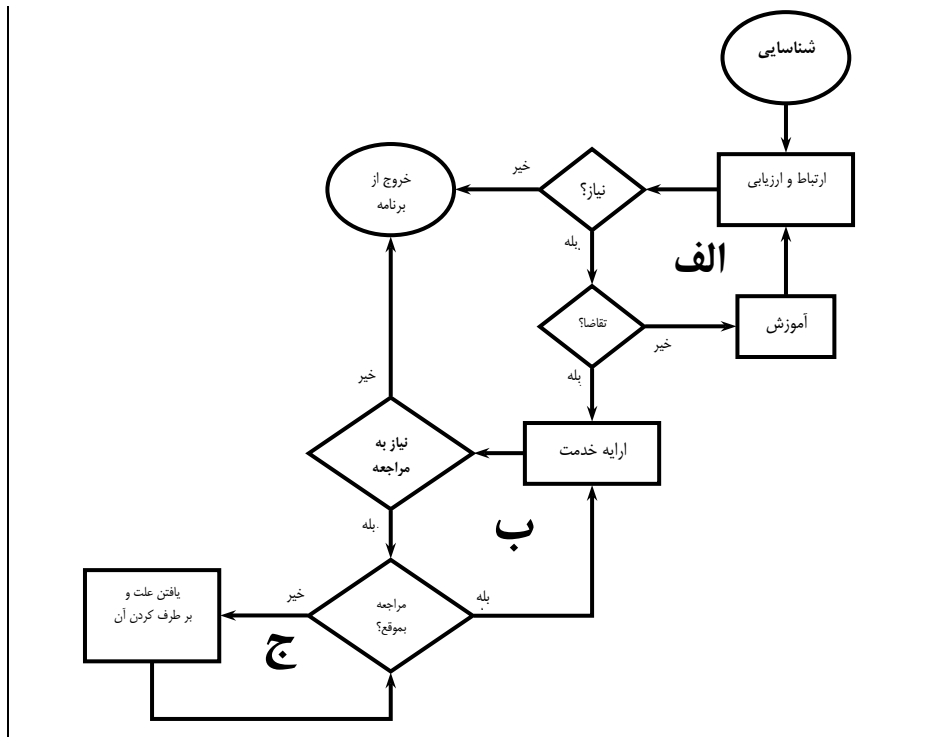 شناسایی
ارتباط و ارزیابی
نیاز؟
خیر
خروج از
برنامه
بله
الف
تقاضا؟
خیر
آموزش
بله
ارایه خدمت
خیر
نیاز به
مراجعه
بله
ب
مراجعه
بموقع؟
بله
خیر
یافتن علت و
بر طرف کردن آن
ج